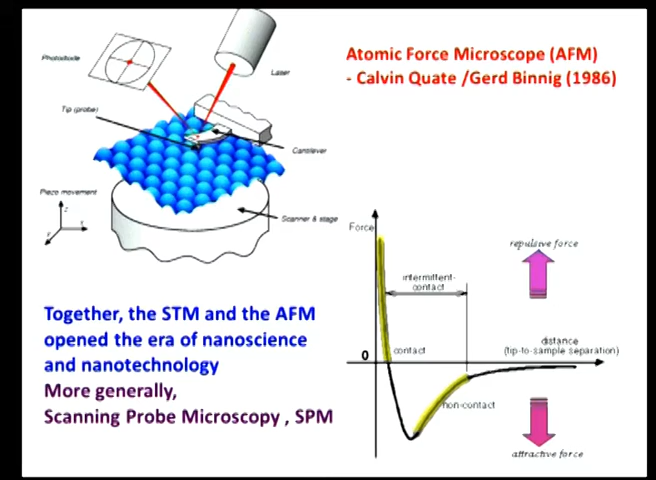 Atomic Force Microscope (AFM)
- Calvin Quate /Gerd Binnig (1986)
Photodiode
Laser
Tip (probe)
Cantilever
Piezo movement
Scanner & stage
z
x
y
Together, the STM and the AFM
opened the era of nanoscience
and nanotechnology
More generally,
Scanning Probe Microscopy , SPM
Force
repulsive force
intermittent-
contact
0
contact
distance
(tip-to-sample separation)
non-contact
attractive force